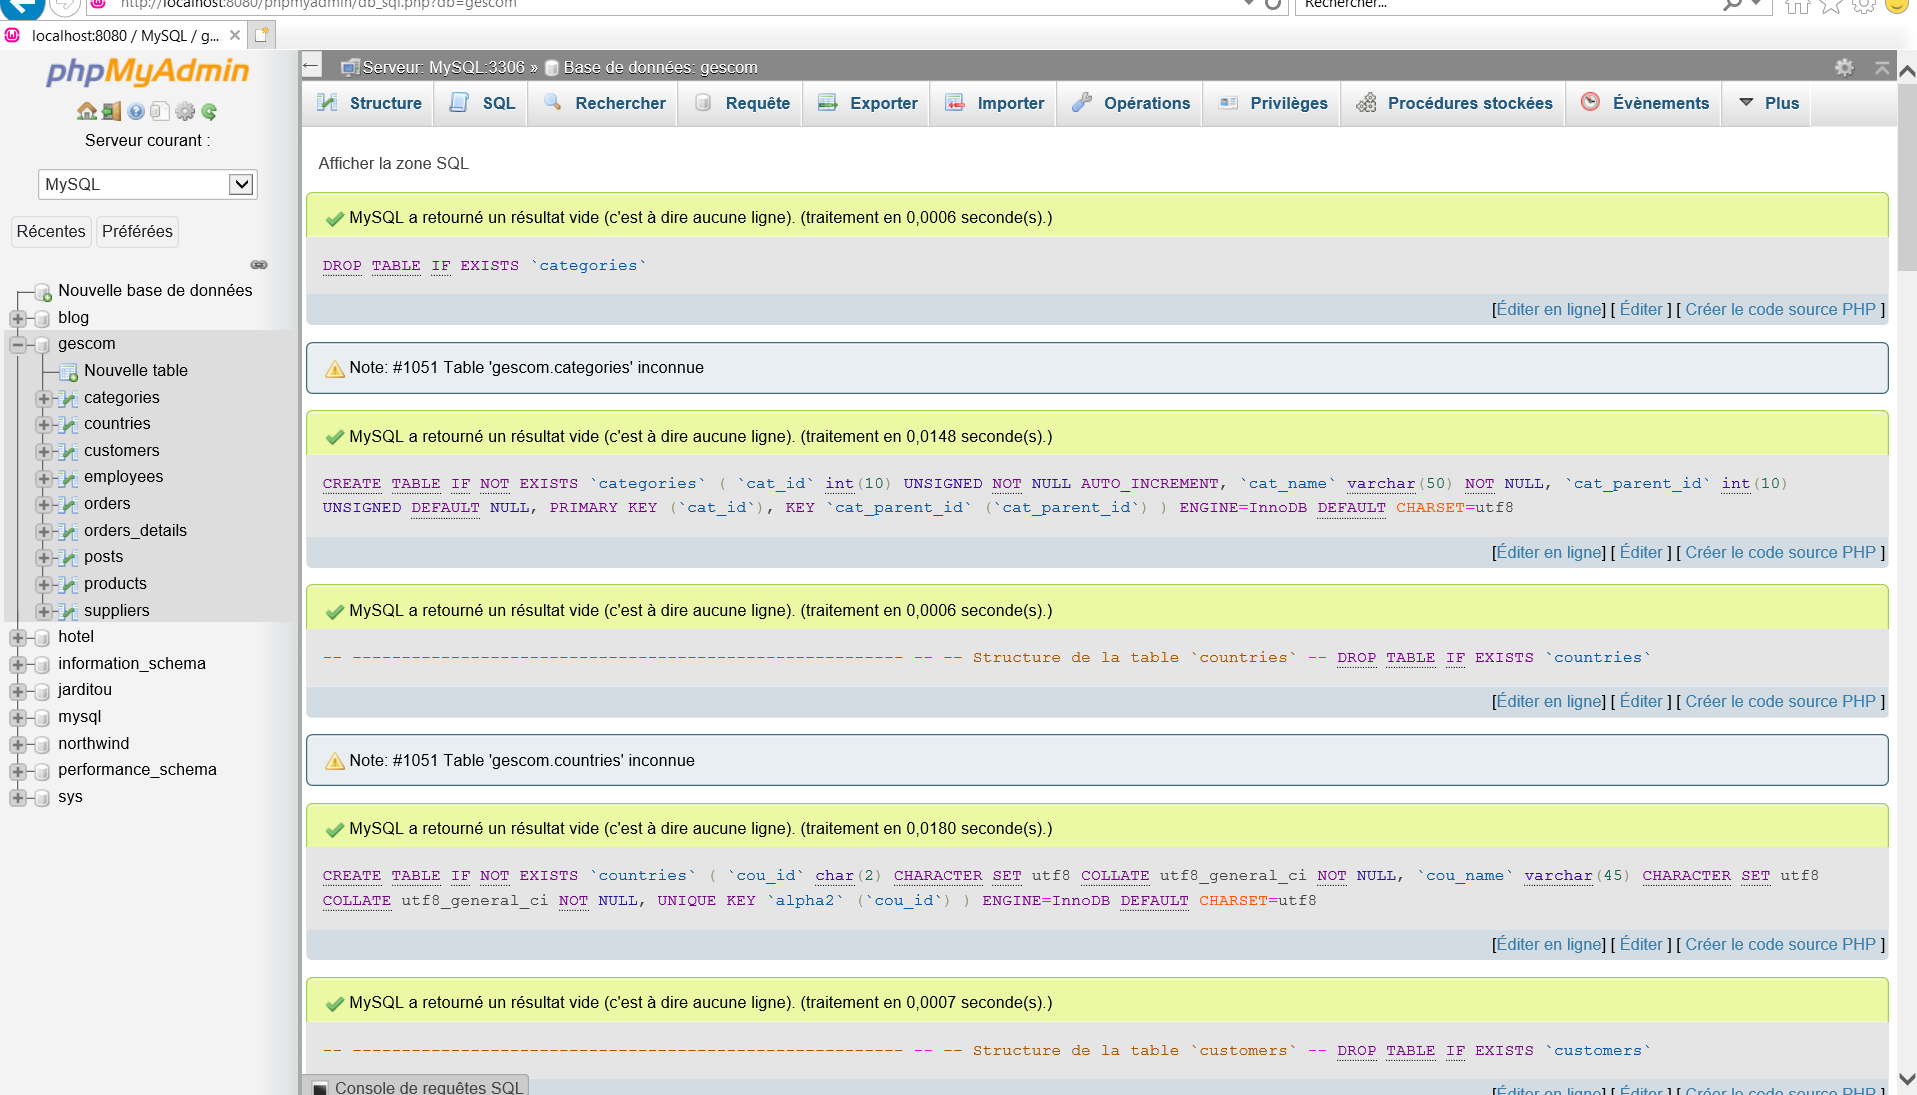 http://localhost:8080/phpmyadmin/db_sql.php?db=gescom
Rechercher...
localhost:8080 / MySQL / g...
phpMyAdmin
Serveur courant :
MySQL
Récentes
Préférées
Nouvelle base de données
blog
gescom
Nouvelle table
categories
countries
customers
employees
orders
orders_details
posts
products
suppliers
hotel
information_schema
jarditou
mysql
northwind
performance_schema
sys
Serveur: MySQL:3306 » Base de données: gescom
Structure SQL Rechercher Requête Exporter Importer Opérations Privilèges Procédures stockées Évènements Plus
Afficher la zone SQL
MySQL a retourné un résultat vide (c'est à dire aucune ligne). (traitement en 0,0006 seconde(s).)
DROP TABLE IF EXISTS `categories`
[Éditer en ligne] [ Éditer ] [ Créer le code source PHP ]
Note: #1051 Table 'gescom.categories' inconnue
MySQL a retourné un résultat vide (c'est à dire aucune ligne). (traitement en 0,0148 seconde(s).)
CREATE TABLE IF NOT EXISTS `categories` ( `cat_id` int(10) UNSIGNED NOT NULL AUTO_INCREMENT, `cat_name` varchar(50) NOT NULL, `cat_parent_id` int(10)
UNSIGNED DEFAULT NULL, PRIMARY KEY (`cat_id`), KEY `cat_parent_id` (`cat_parent_id`) ) ENGINE=InnoDB DEFAULT CHARSET=utf8
[Éditer en ligne] [ Éditer ] [ Créer le code source PHP ]
MySQL a retourné un résultat vide (c'est à dire aucune ligne). (traitement en 0,0006 seconde(s).)
-- -------------------------------------------------------- -- -- Structure de la table `countries` -- DROP TABLE IF EXISTS `countries`
[Éditer en ligne] [ Éditer ] [ Créer le code source PHP ]
Note: #1051 Table 'gescom.countries' inconnue
MySQL a retourné un résultat vide (c'est à dire aucune ligne). (traitement en 0,0180 seconde(s).)
CREATE TABLE IF NOT EXISTS `countries` ( `cou_id` char(2) CHARACTER SET utf8 COLLATE utf8_general_ci NOT NULL, `cou_name` varchar(45) CHARACTER SET utf8
COLLATE utf8_general_ci NOT NULL, UNIQUE KEY `alpha2` (`cou_id`) ) ENGINE=InnoDB DEFAULT CHARSET=utf8
[Éditer en ligne] [ Éditer ] [ Créer le code source PHP ]
MySQL a retourné un résultat vide (c'est à dire aucune ligne). (traitement en 0,0007 seconde(s).)
-- -------------------------------------------------------- -- -- Structure de la table `customers` -- DROP TABLE IF EXISTS `customers`
[Éditer en ligne] [ Éditer ] [ Créer le code source PHP ]
Console de requêtes SQL